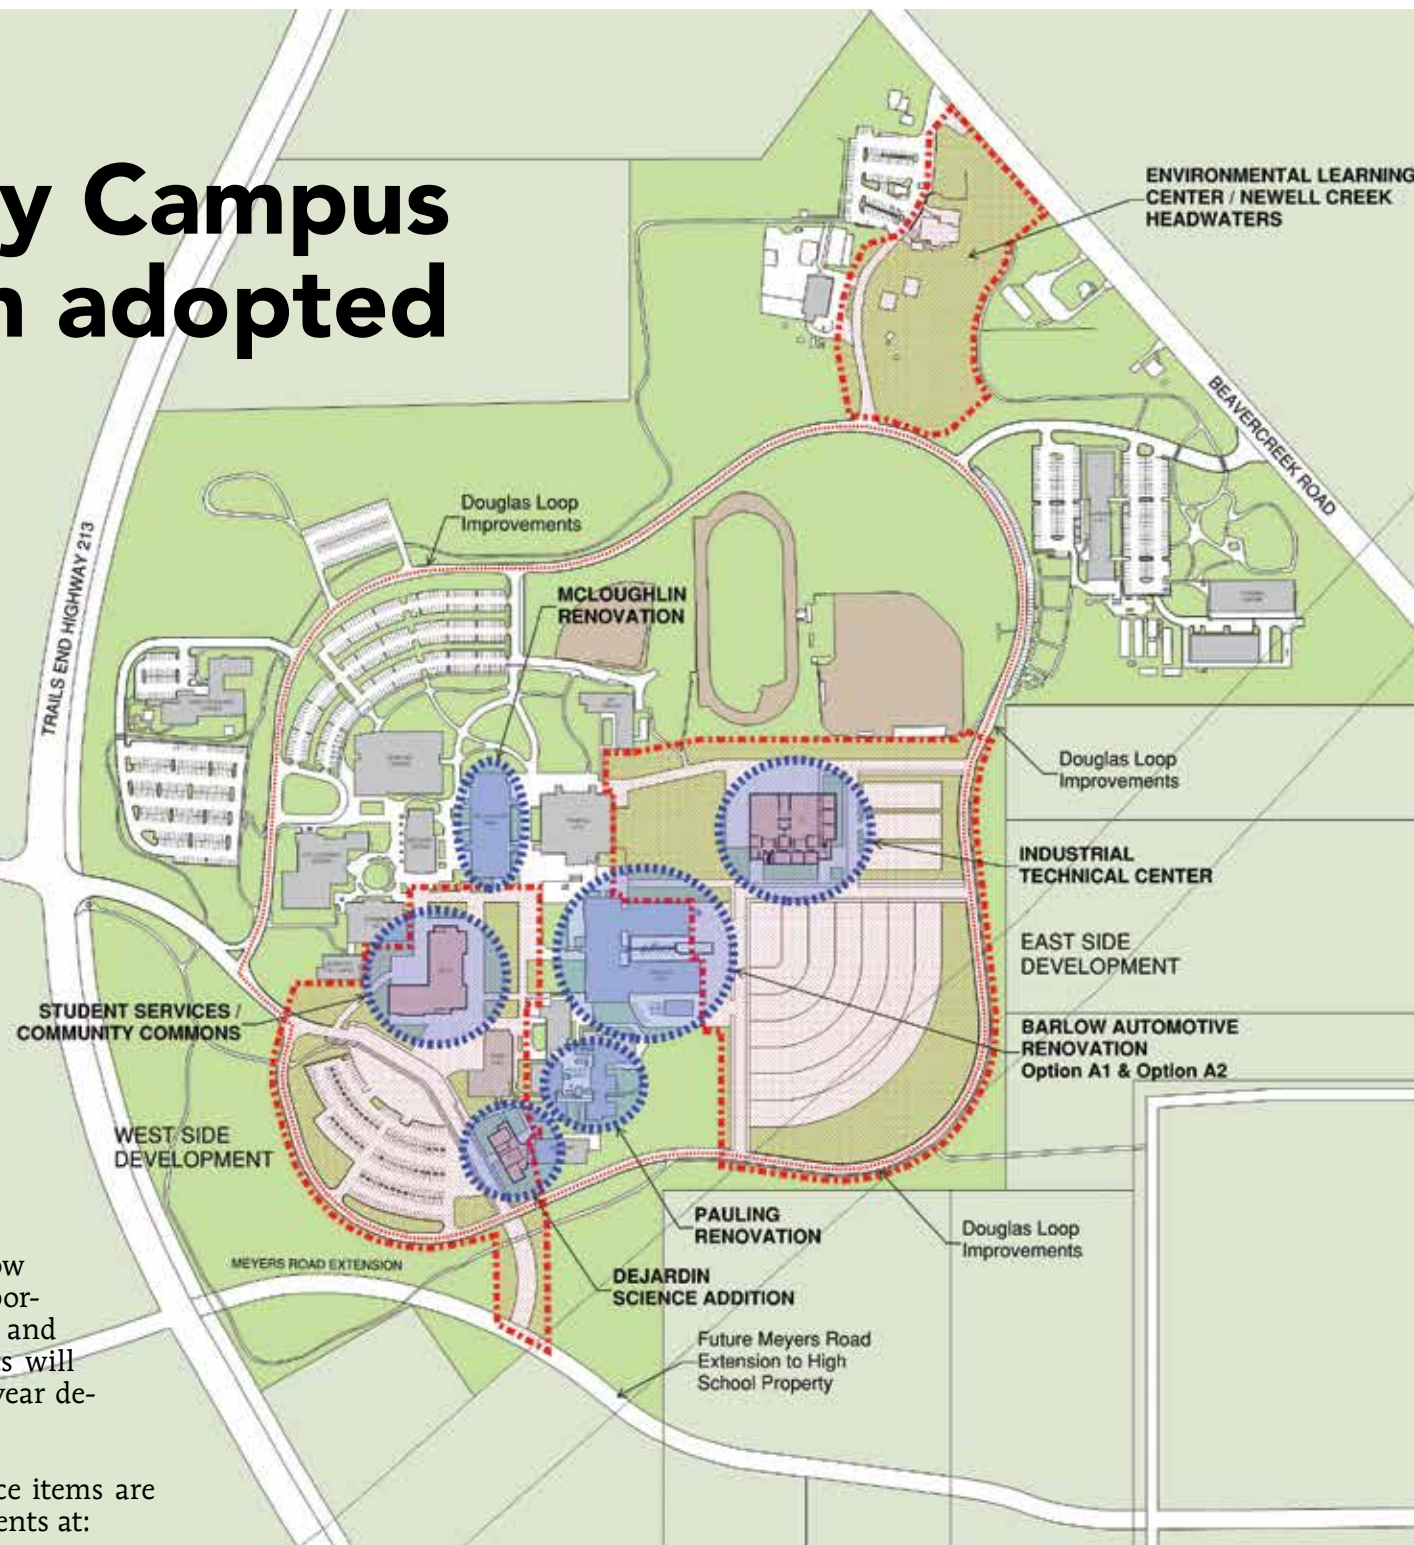 y Campus
n adopted
ENVIRONMENTAL LEARNING
CENTER / NEWELL CREEK
HEADWATERS
BEAVERCREEK ROAD
TRAILS END HIGHWAY 213
Douglas Loop
Improvements
MCLOUGHLIN
RENOVATION
Douglas Loop
Improvements
INDUSTRIAL
TECHNICAL CENTER
EAST SIDE
DEVELOPMENT
STUDENT SERVICES /
COMMUNITY COMMONS
BARLOW AUTOMOTIVE
RENOVATION
Option A1 & Option A2
WEST SIDE
DEVELOPMENT
PAULING
RENOVATION
Douglas Loop
Improvements
MEYERS ROAD EXTENSION
DEJARDIN
SCIENCE ADDITION
Future Meyers Road
Extension to High
School Property
ow
por-
and
s will
year de-
ce items are
ents at: